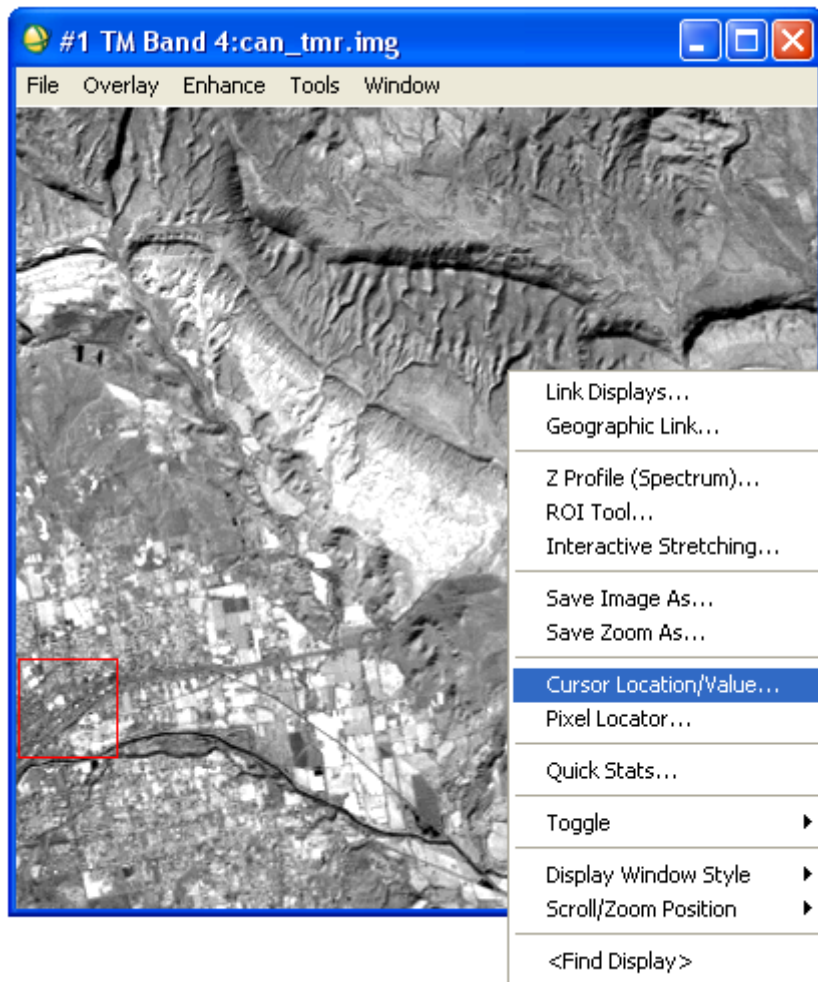 #1 TM Band 4:can_tmr.img
File Overlay Enhance Tools Window
Link Displays...
Geographic Link...
Z Profile (Spectrum)...
ROI Tool...
Interactive Stretching...
Save Image As...
Save Zoom As...
Cursor Location/Value...
Pixel Locator...
Quick Stats...
Toggle
Display Window Style
Scroll/Zoom Position
<Find Display>